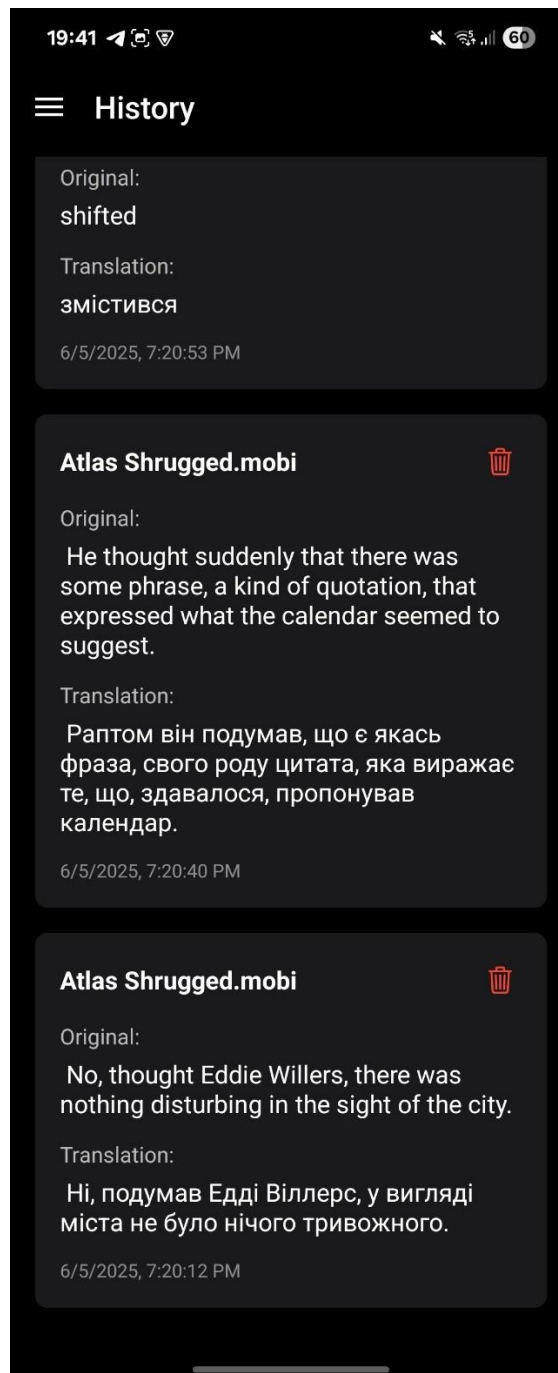 19:41
60
History
Original:
shifted
Translation:
змістився
6/5/2025, 7:20:53 PM
Atlas Shrugged.mobi
Original:
He thought suddenly that there was
some phrase, a kind of quotation, that
expressed what the calendar seemed to
suggest.
Translation:
Раптом він подумав, що є якась
фраза, свого роду цитата, яка виражає
те, що, здавалося, пропонував
календар.
6/5/2025, 7:20:40 PM
Atlas Shrugged.mobi
Original:
No, thought Eddie Willers, there was
nothing disturbing in the sight of the city.
Translation:
Ні, подумав Едді Віллерс, у вигляді
міста не було нічого тривожного.
6/5/2025, 7:20:12 PM